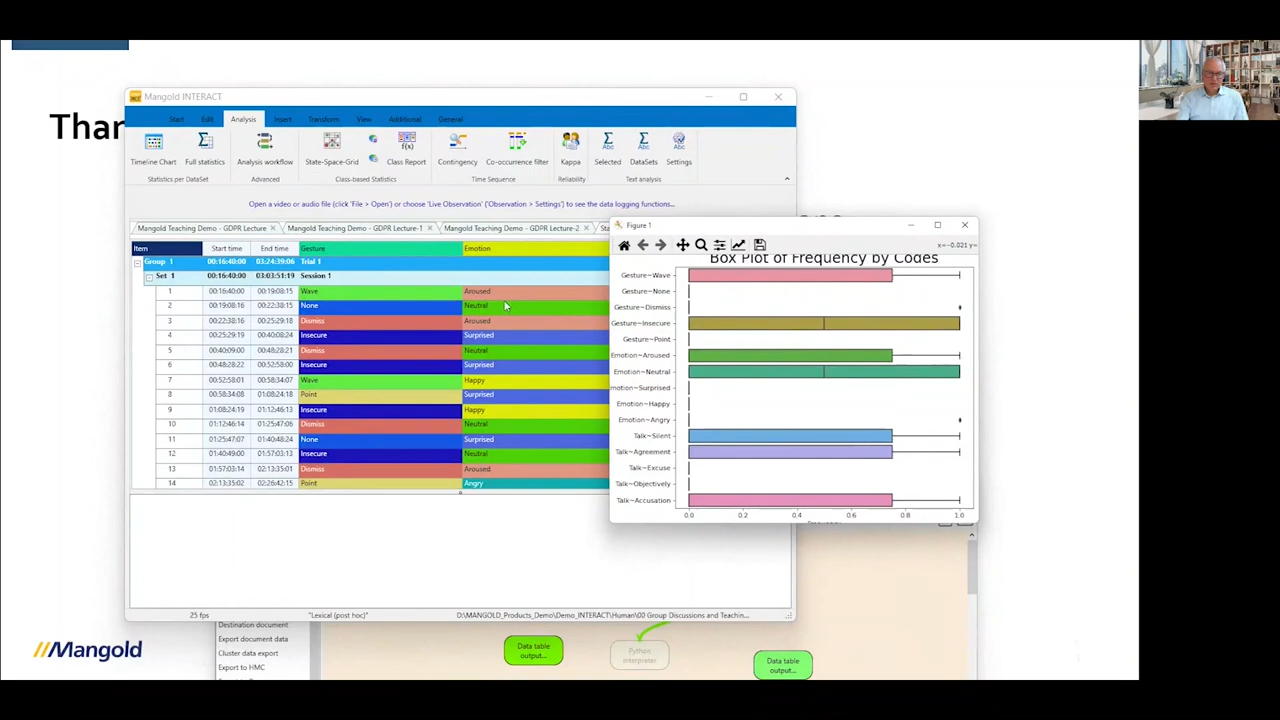 Than
Mangold INTERACT
Start Edit Analysis Insert Transform View Additional General
Timeline Chart Full statistics Analysis workflow State-Space-Grid Class Report Contingency Co-occurrence filter Kappa Selected DataSets Settings
Statistics per DataSet Advanced Class-based Statistics Time Sequence Reliability Text analysis
Open a video or audio file (click 'File > Open') or choose 'Live Observation' ('Observation > Settings') to see the data logging functions...
Mangold Teaching Demo - GDPR Lecture Mangold Teaching Demo - GDPR Lecture-1 Mangold Teaching Demo - GDPR Lecture-2 Sta
Item Start time End time Gesture Emotion
Group 1 00:16:40:00 03:24:39:06 Trial 1
Set 1 00:16:40:00 03:03:51:19 Session 1
1 00:16:40:00 00:19:08:15 Wave Aroused
2 00:19:08:16 00:22:38:15 None Neutral
3 00:22:38:16 00:25:29:18 Dismiss Aroused
4 00:25:29:19 00:40:08:24 Insecure Surprised
5 00:40:09:00 00:48:28:21 Dismiss Neutral
6 00:48:28:22 00:52:58:00 Insecure Surprised
7 00:52:58:01 00:58:34:07 Wave Happy
8 00:58:34:08 01:08:24:18 Point Surprised
9 01:08:24:19 01:12:46:13 Insecure Happy
10 01:12:46:14 01:25:47:06 Dismiss Neutral
11 01:25:47:07 01:40:48:24 None Surprised
12 01:40:49:00 01:57:03:13 Insecure Neutral
13 01:57:03:14 02:13:35:01 Dismiss Aroused
14 02:13:35:02 02:26:42:15 Point Angry
25 fps "Lexical (post hoc)" D:\MANGOLD_Products_Demo\Demo_INTERACT\Human\00 Group Discussions and Teachin...
Figure 1
x=-0.021 y=
Box Plot of Frequency by Codes
Gesture~Wave
Gesture~None
Gesture~Dismiss
Gesture~Insecure
Gesture~Point
Emotion~Aroused
Emotion~Neutral
motion~Surprised
Emotion~Happy
Emotion~Angry
Talk~Silent
Talk~Agreement
Talk~Excuse
Talk~Objectively
Talk~Accusation
0.0 0.2 0.4 0.6 0.8 1.0
Destination document
Export document data
Cluster data export
Export to HMC
Data table
output...
Python
interpreter
Data table
output...
Mangold